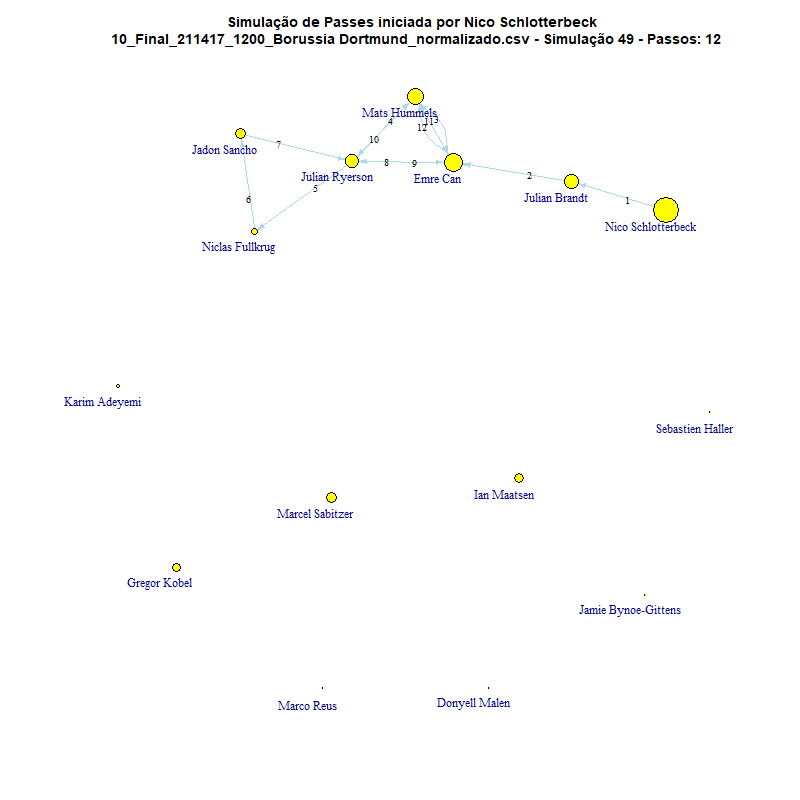 Simulação de Passes iniciada por Nico Schlotterbeck
10_Final_211417_1200_Borussia Dortmund_normalizado.csv - Simulação 49 - Passos: 12
Mats Hummels
4
11
3
12
10
Jadon Sancho
7
Julian Ryerson
8
9
Emre Can
2
Julian Brandt
1
Nico Schlotterbeck
5
6
Niclas Fullkrug
Karim Adeyemi
Sebastien Haller
Ian Maatsen
Marcel Sabitzer
Gregor Kobel
Jamie Bynoe-Gittens
Marco Reus
Donyell Malen